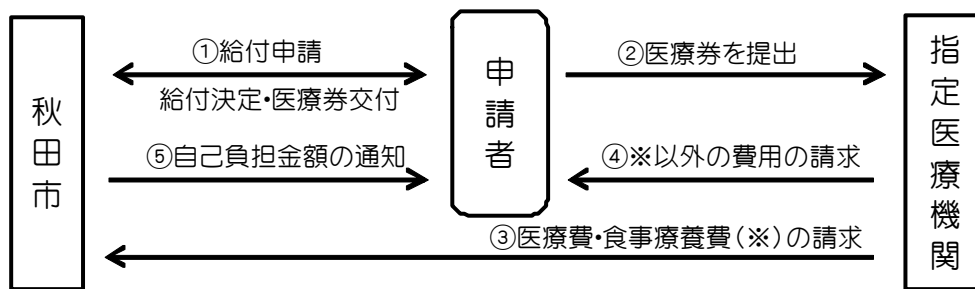 秋田市
①給付申請
給付決定・医療券交付
⑤自己負担金額の通知
申請者
②医療券を提出
④※以外の費用の請求
③医療費・食事療養費(※)の請求
指定医療機関